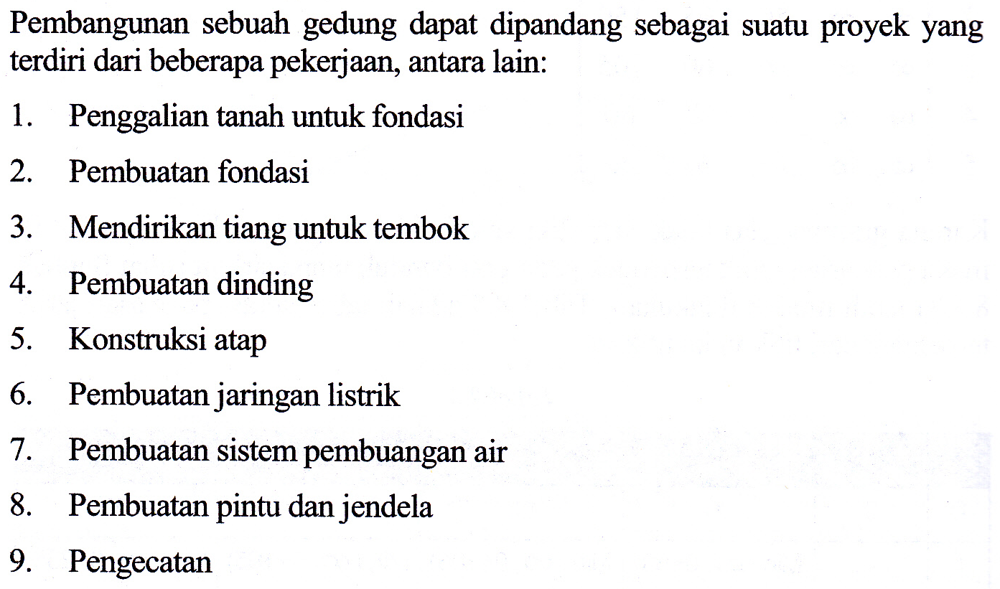 Pembangunan sebuah gedung dapat dipandang sebagai suatu proyek yang
terdiri dari beberapa pekerjaan, antara lain:
1. Penggalian tanah untuk fondasi
2. Pembuatan fondasi
3. Mendirikan tiang untuk tembok
4. Pembuatan dinding
5. Konstruksi atap
6. Pembuatan jaringan listrik
7. Pembuatan sistem pembuangan air
8. Pembuatan pintu dan jendela
9. Pengecatan